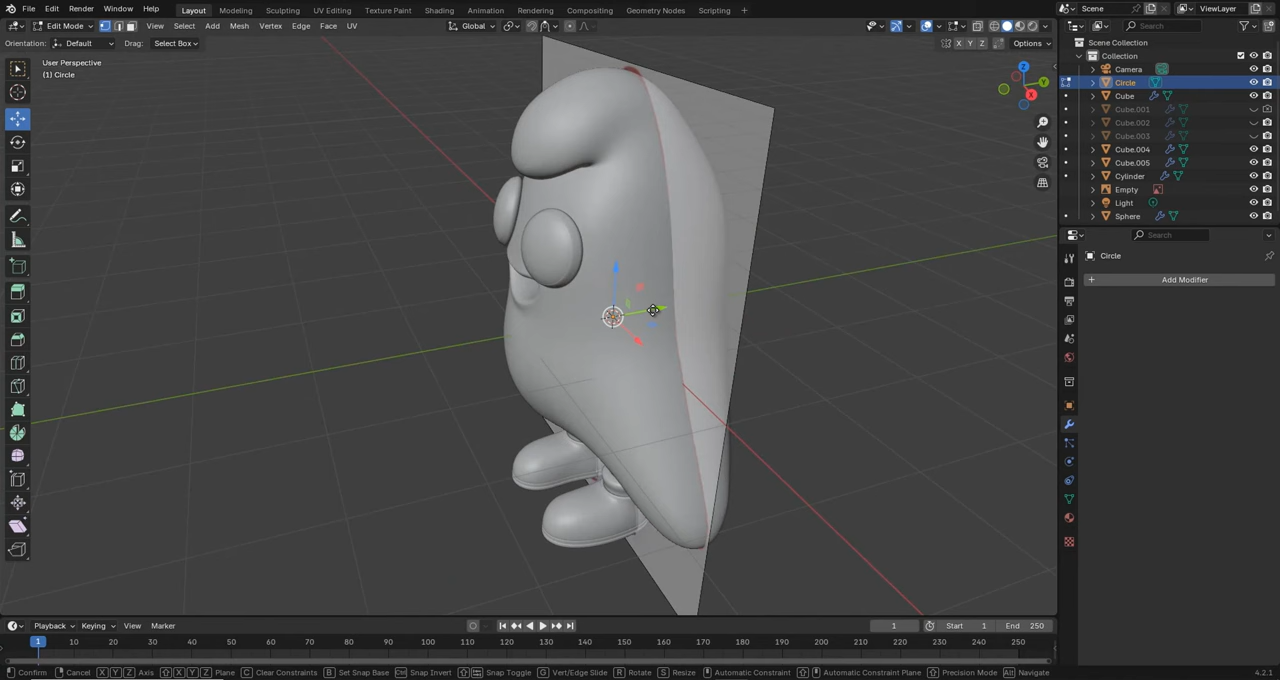 File Edit Render Window Help Layout Modeling Sculpting UV Editing Texture Paint Shading Animation Rendering Compositing Geometry Nodes Scripting + Scene ViewLayer
Edit Mode View Select Add Mesh Vertex Edge Face UV Global
Orientation: Default Drag: Select Box X Y Z Options
User Perspective
(1) Circle
Z
Y
X
Search
Scene Collection
Collection
Camera
Circle
Cube
Cube.001
Cube.002
Cube.003
Cube.004
Cube.005
Cylinder
Empty
Light
Sphere
Search
Circle
+ Add Modifier
Playback Keying View Marker 1 Start 1 End 250
1 10 20 30 40 50 60 70 80 90 100 110 120 130 140 150 160 170 180 190 200 210 220 230 240 250
Confirm Cancel X Y Z Axis X Y Z Plane C Clear Constraints B Set Snap Base Ctrl Snap Invert Snap Toggle G Vert/Edge Slide R Rotate S Resize Automatic Constraint Automatic Constraint Plane Precision Mode Alt Navigate 4.2.1